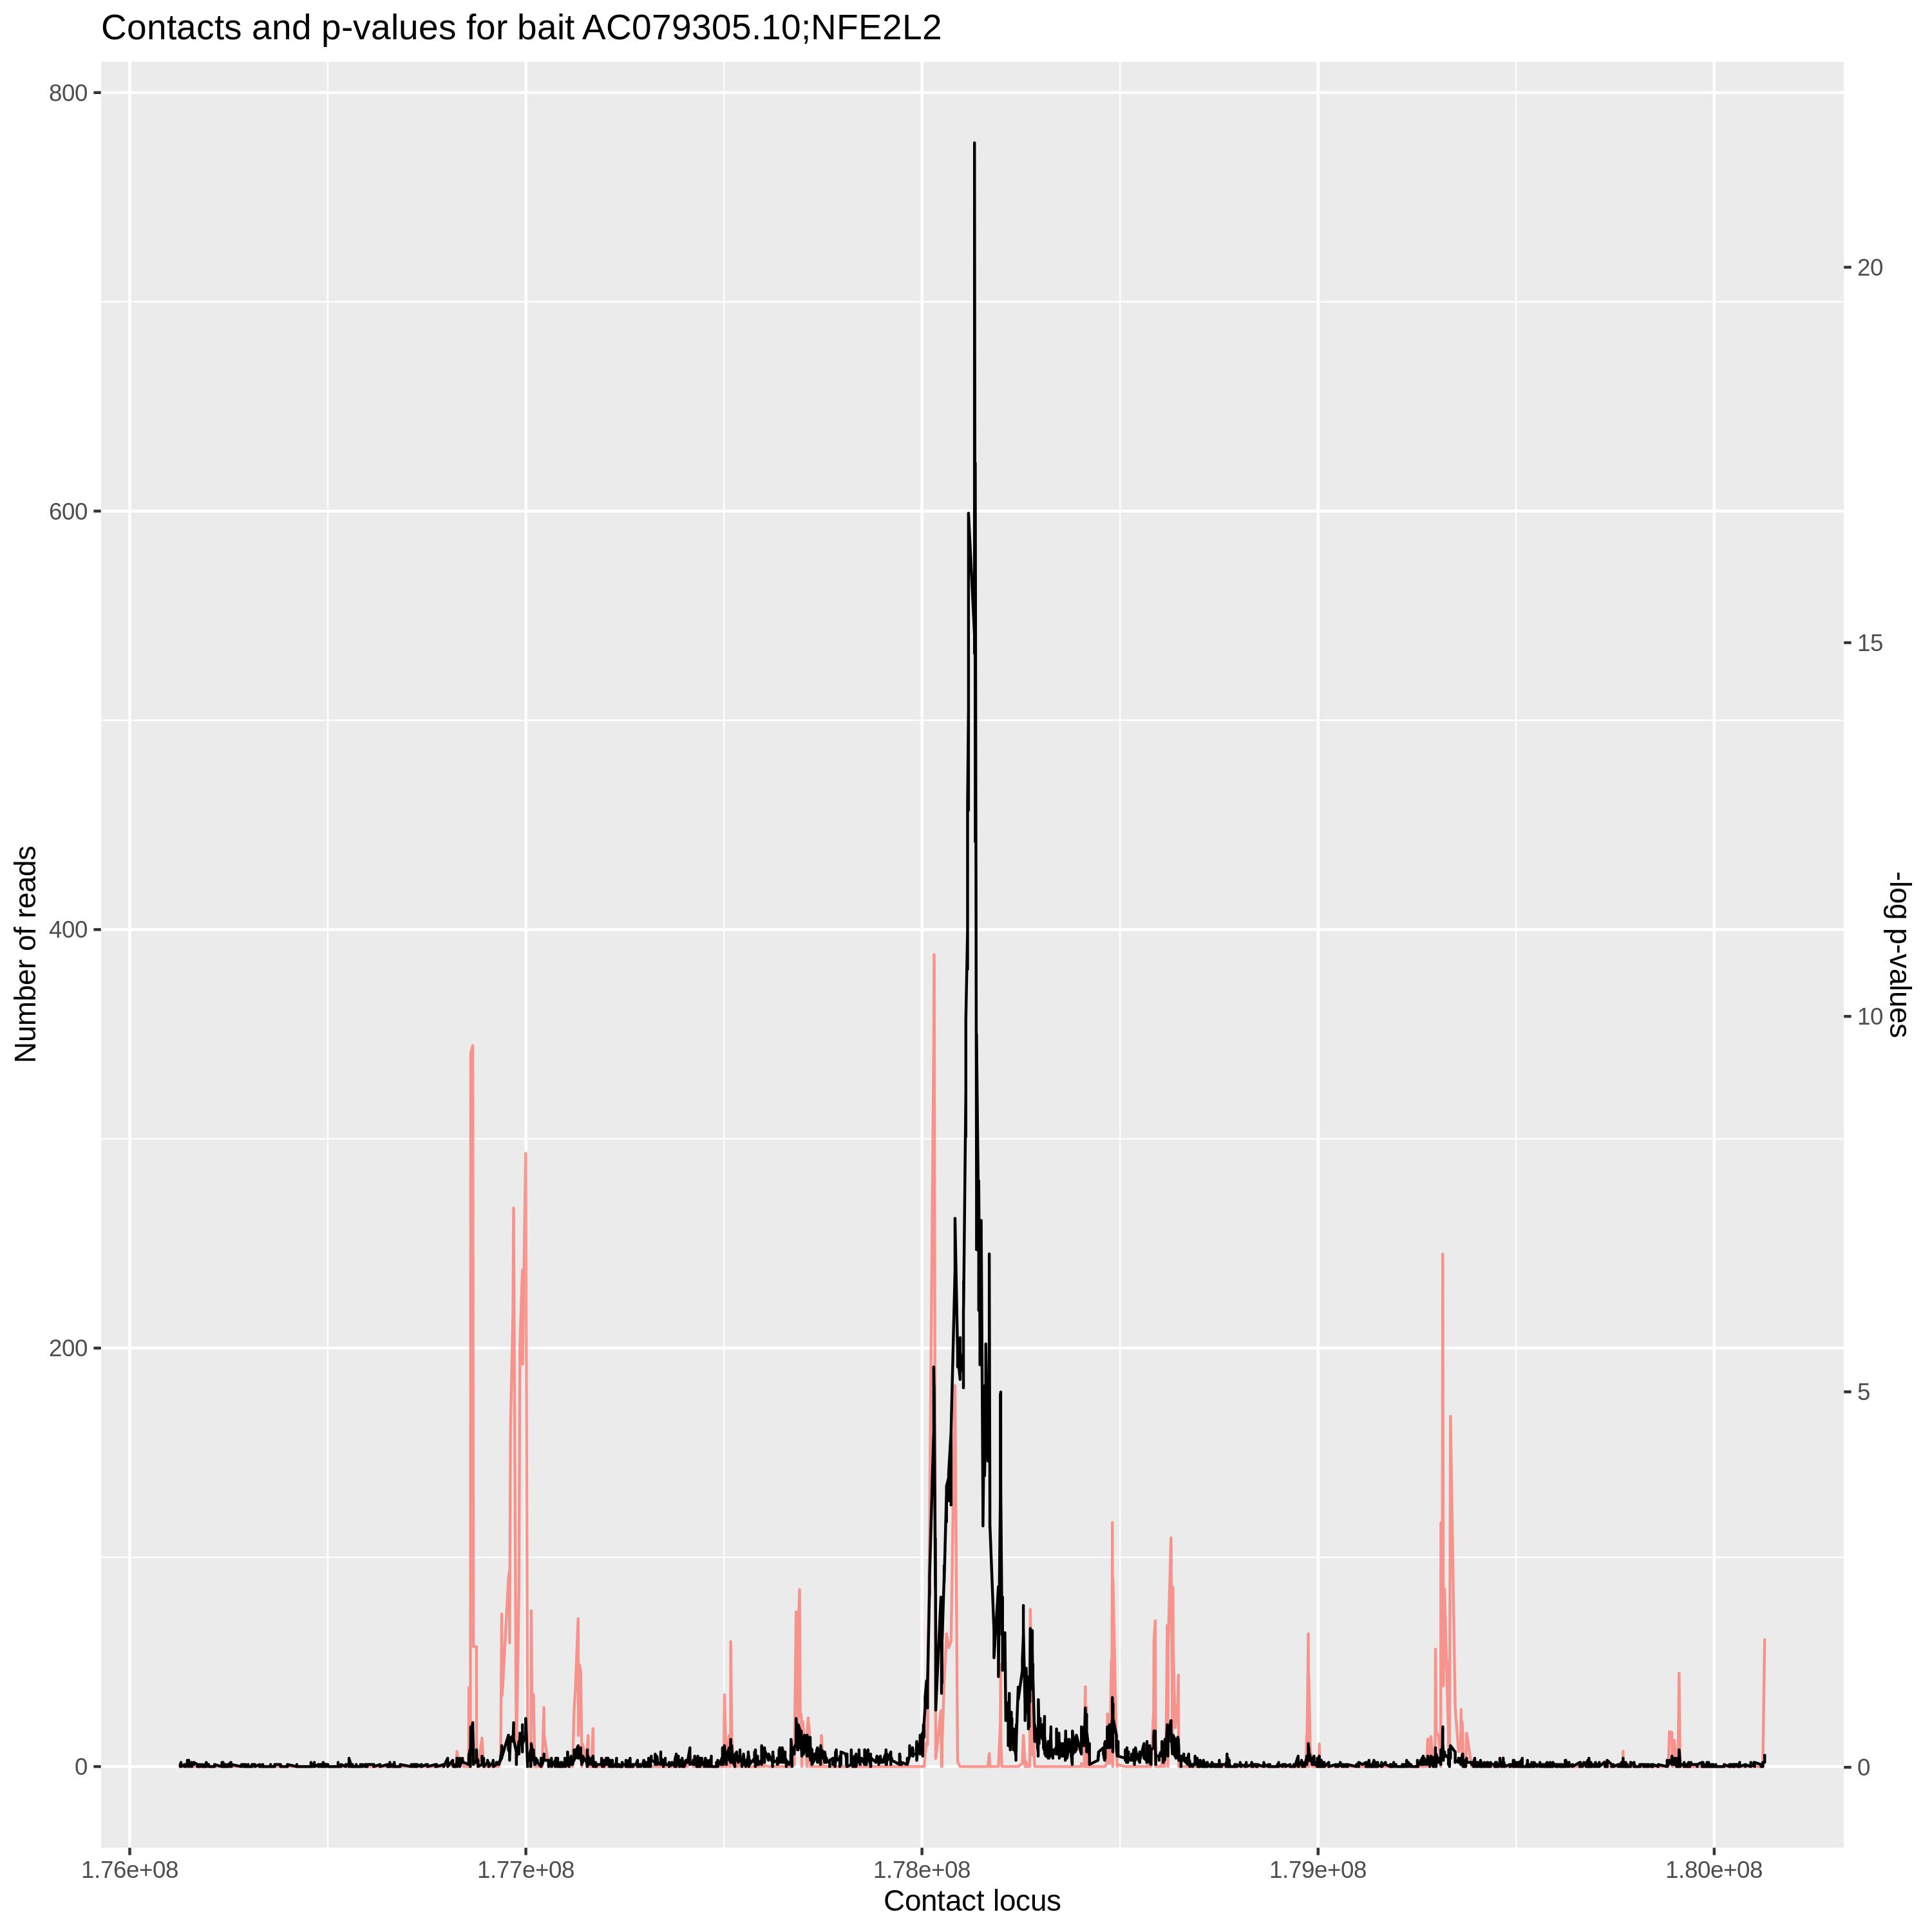 Contacts and p-values for bait AC079305.10;NFE2L2
800
600
400
200
0
Number of reads
20
15
10
5
0
-log p-values
1.76e+08
1.77e+08
1.78e+08
1.79e+08
1.80e+08
Contact locus